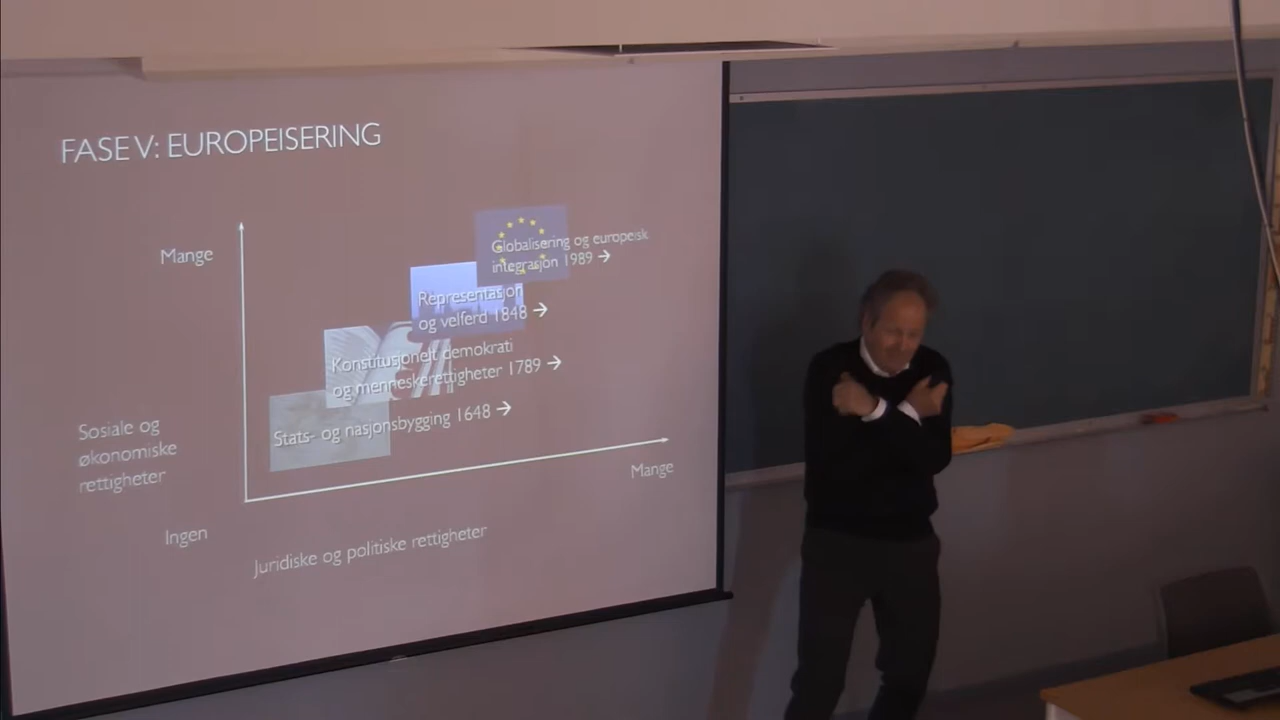 FASE V: EUROPEISERING
Mange
Globalisering og europeisk
integrasjon 1989 →
Representasjon
og velferd 1848 →
Konstitusjonelt demokrati
og menneskerettigheter 1789 →
Stats- og nasjonsbygging 1648 →
Sosiale og
økonomiske
rettigheter
Mange
Ingen
Juridiske og politiske rettigheter